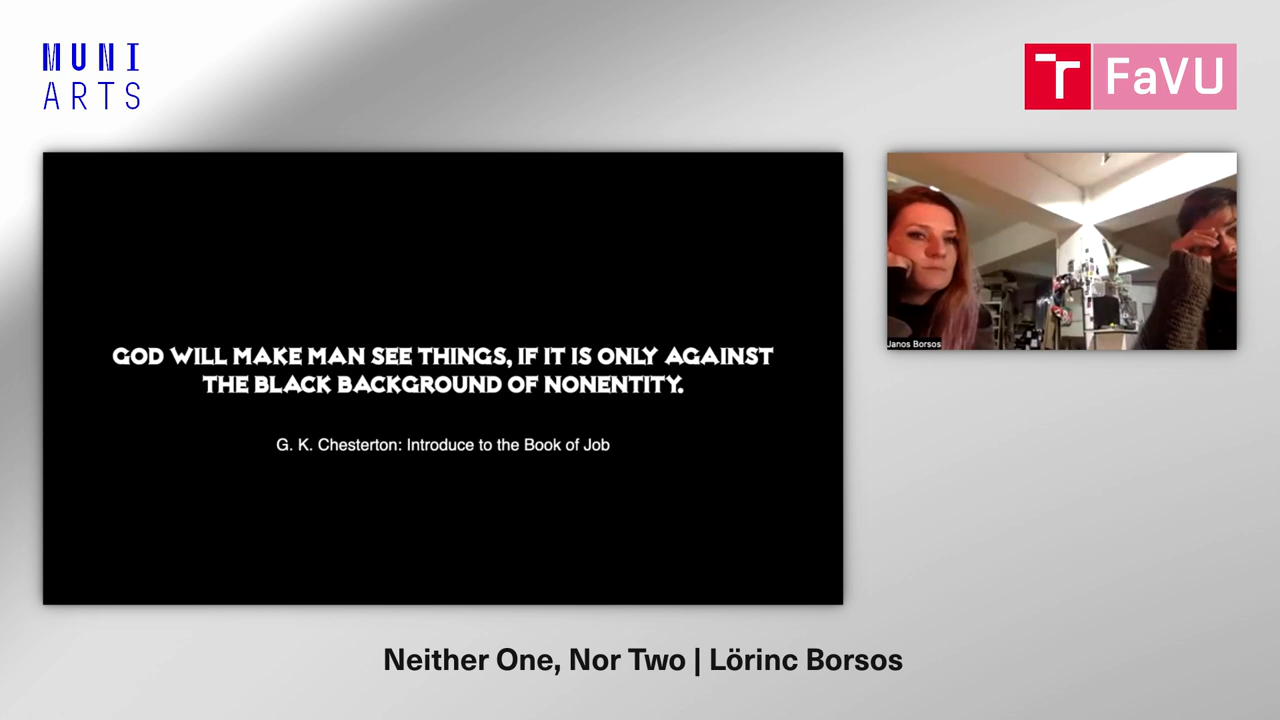 MUNI
ARTS
FaVU
GOD WILL MAKE MAN SEE THINGS, IF IT IS ONLY AGAINST
THE BLACK BACKGROUND OF NONENTITY.
G. K. Chesterton: Introduce to the Book of Job
Janos Borsos
Neither One, Nor Two | Lörinc Borsos